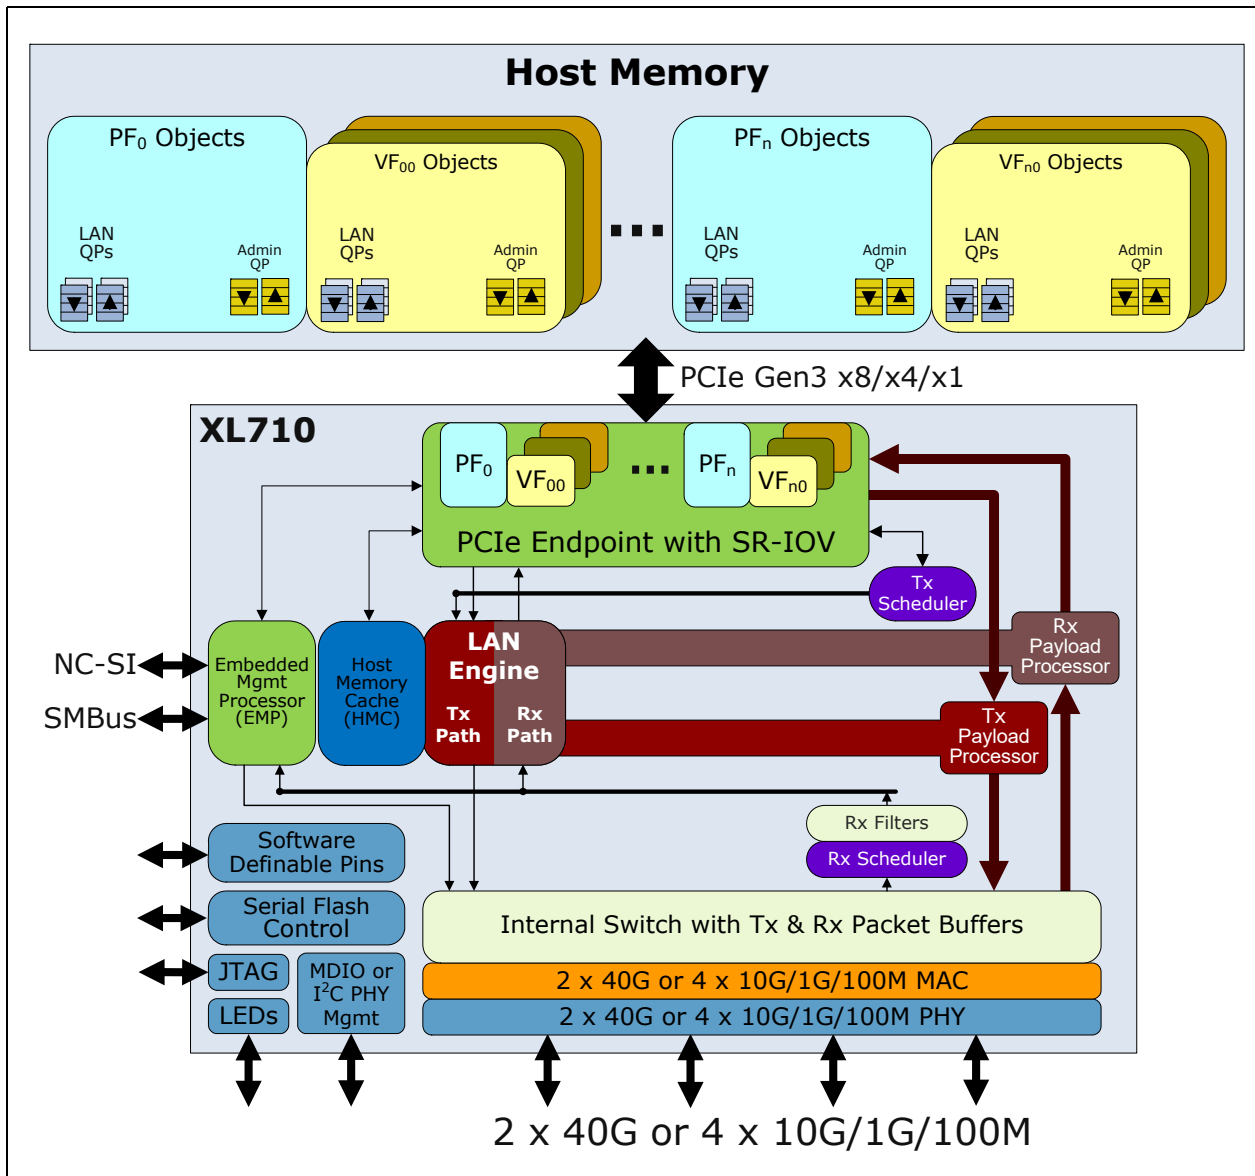 Host Memory
PF0 Objects
VF00 Objects
LAN
QPs
Admin
QP
LAN
QPs
Admin
QP
PFn Objects
VFn0 Objects
LAN
QPs
Admin
QP
LAN
QPs
Admin
QP
PCIe Gen3 x8/x4/x1
XL710
PF0
VF00
PFn
VFn0
PCIe Endpoint with SR-IOV
Tx
Scheduler
NC-SI
SMBus
Embedded
Mgmt
Processor
(EMP)
Host
Memory
Cache
(HMC)
LAN
Engine
Tx
Path
Rx
Path
Rx
Payload
Processor
Tx
Payload
Processor
Rx Filters
Rx Scheduler
Software
Definable Pins
Serial Flash
Control
JTAG
LEDs
MDIO or
I2C PHY
Mgmt
Internal Switch with Tx & Rx Packet Buffers
2 x 40G or 4 x 10G/1G/100M MAC
2 x 40G or 4 x 10G/1G/100M PHY
2 x 40G or 4 x 10G/1G/100M